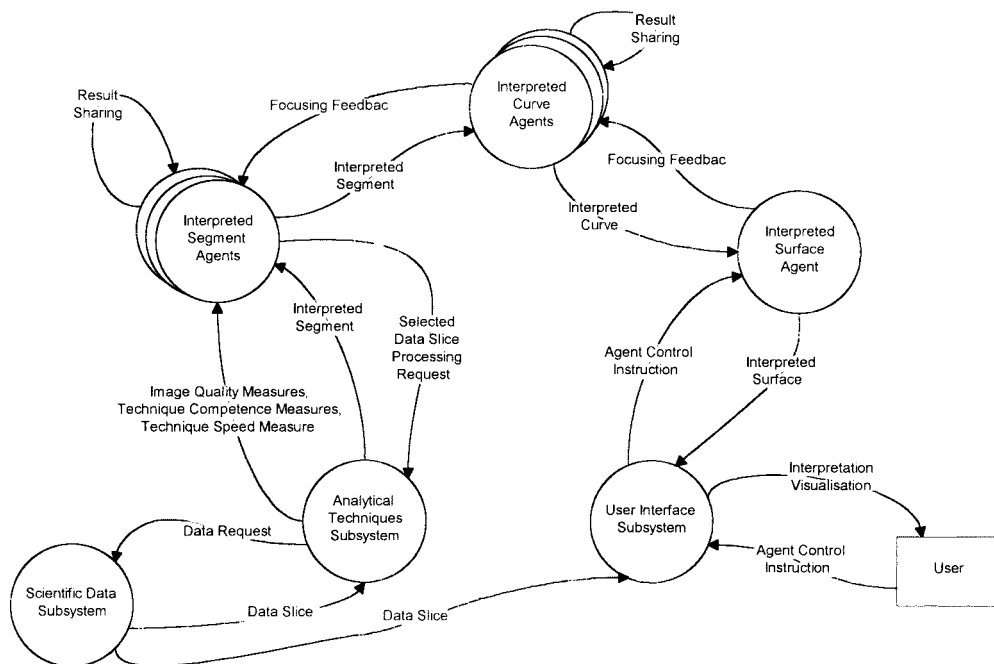 Result
Sharing
Interpreted
Curve
Agents
Result
Sharing
Focusing Feedbac
Interpreted
Segment
Focusing Feedbac
Interpreted
Curve
Interpreted
Segment
Agents
Interpreted
Surface
Agent
Interpreted
Segment
Selected
Data Slice
Processing
Request
Agent Control
Instruction
Interpreted
Surface
Image Quality Measures,
Technique Competence Measures,
Technique Speed Measure
Analytical
Techniques
Subsystem
User Interface
Subsystem
Interpretation
Visualisation
Data Request
Agent Control
Instruction
User
Scientific Data
Subsystem
Data Slice
Data Slice